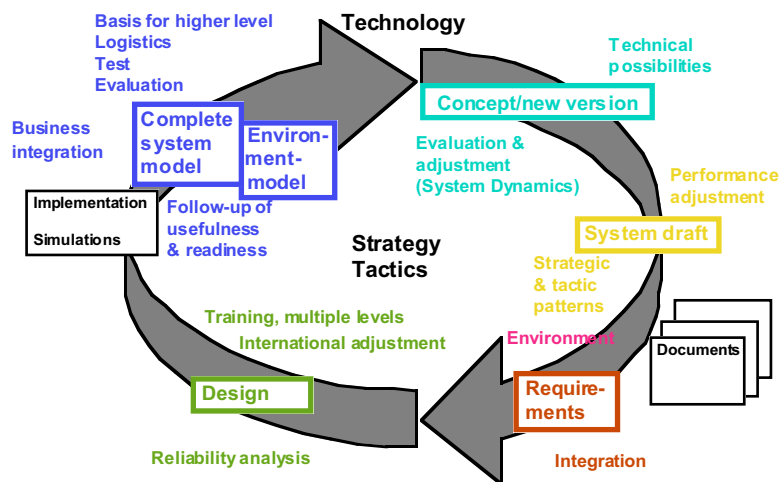 Technology
Basis for higher level
Logistics
Test
Evaluation
Technical
possibilities
Concept/new version
Complete
system
model
Environ-
ment-
model
Business
integration
Evaluation &
adjustment
(System Dynamics)
Performance
adjustment
Implementation
Simulations
Follow-up of
usefulness
& readiness
System draft
Strategy
Tactics
Strategic
& tactic
patterns
Training, multiple levels
International adjustment
Environment
Documents
Design
Require-
ments
Reliability analysis
Integration